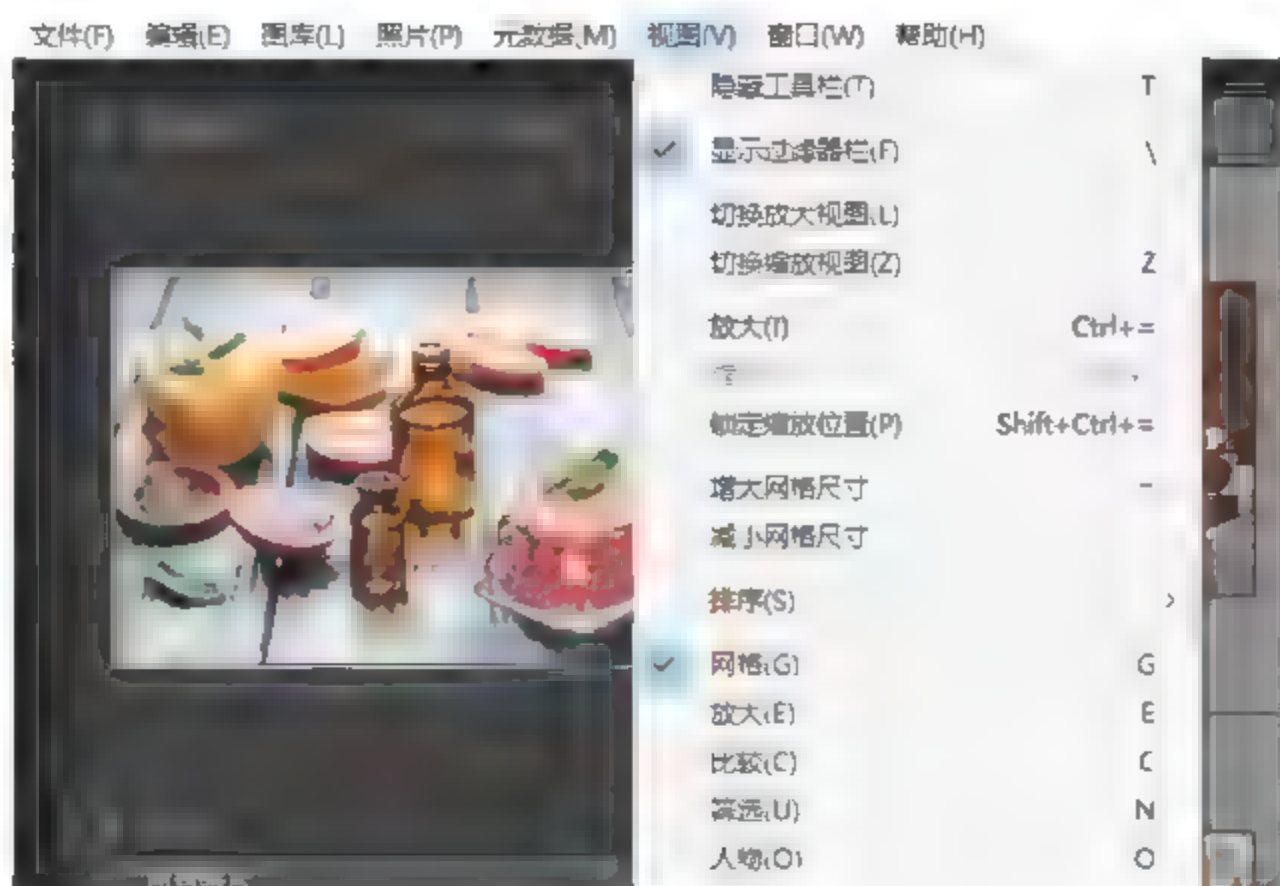 文件(F) 编辑(E) 图库(L) 照片(P) 元数据(M) 视图(V) 窗口(W) 帮助(H)
隐藏工具栏(T) T
显示过滤器栏(F) \
切换放大视图(L)
切换缩放视图(Z) Z
放大(I) Ctrl+=
锁定缩放位置(P) Shift+Ctrl+=
增大网格尺寸 =
减小网格尺寸
排序(S) >
网格(G) G
放大(E) E
比较(C) C
筛选(U) N
人物(O) O